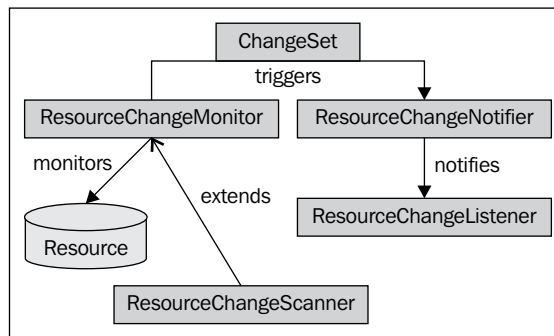 ChangeSet
triggers
ResourceChangeMonitor
ResourceChangeNotifier
monitors
notifies
extends
ResourceChangeListener
Resource
ResourceChangeScanner